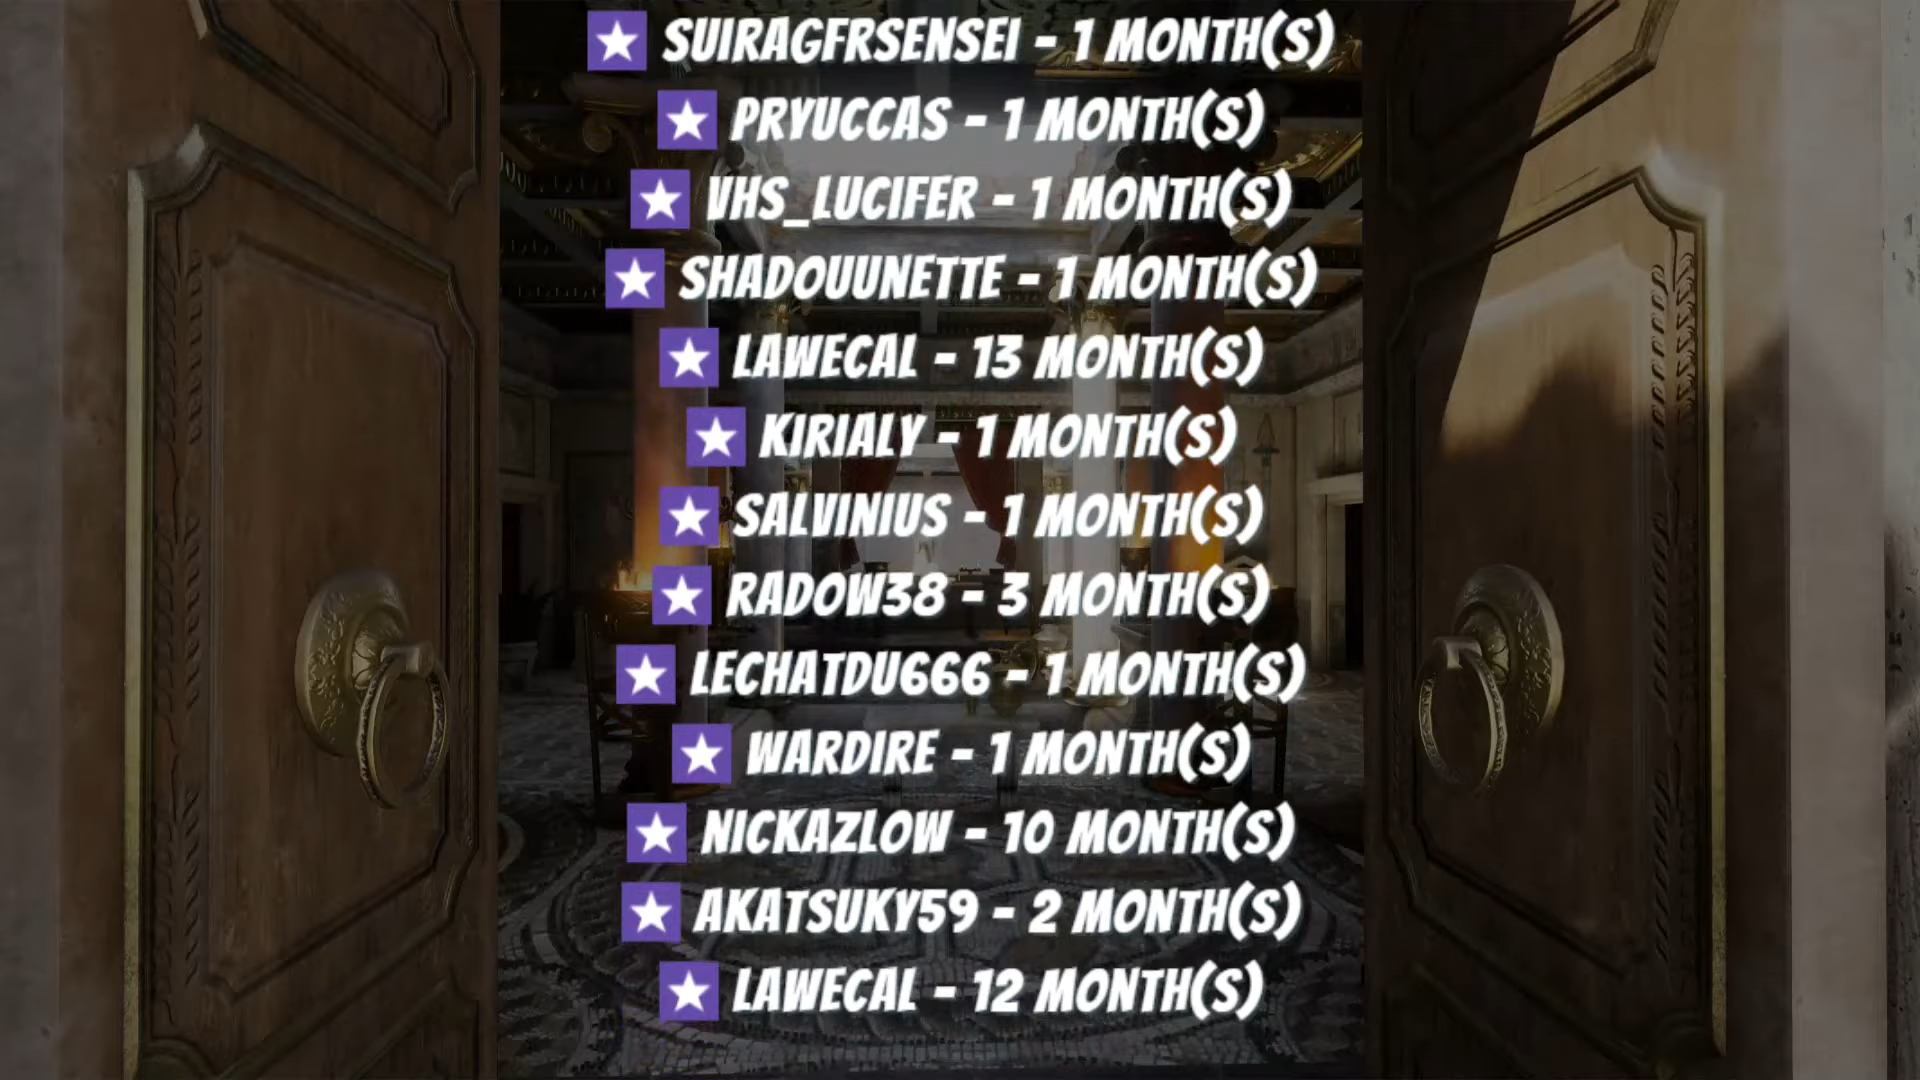 SUIRAGFRSENSEI - 1 MONTH(S)
PRYUCCAS - 1 MONTH(S)
VHS_LUCIFER - 1 MONTH(S)
SHADOUUNETTE - 1 MONTH(S)
LAWECAL - 13 MONTH(S)
KIRIALY - 1 MONTH(S)
SALVINIUS - 1 MONTH(S)
RADOW38 - 3 MONTH(S)
LECHATDU666 - 1 MONTH(S)
WARDIRE - 1 MONTH(S)
NICKAZLOW - 10 MONTH(S)
AKATSUKY59 - 2 MONTH(S)
LAWECAL - 12 MONTH(S)